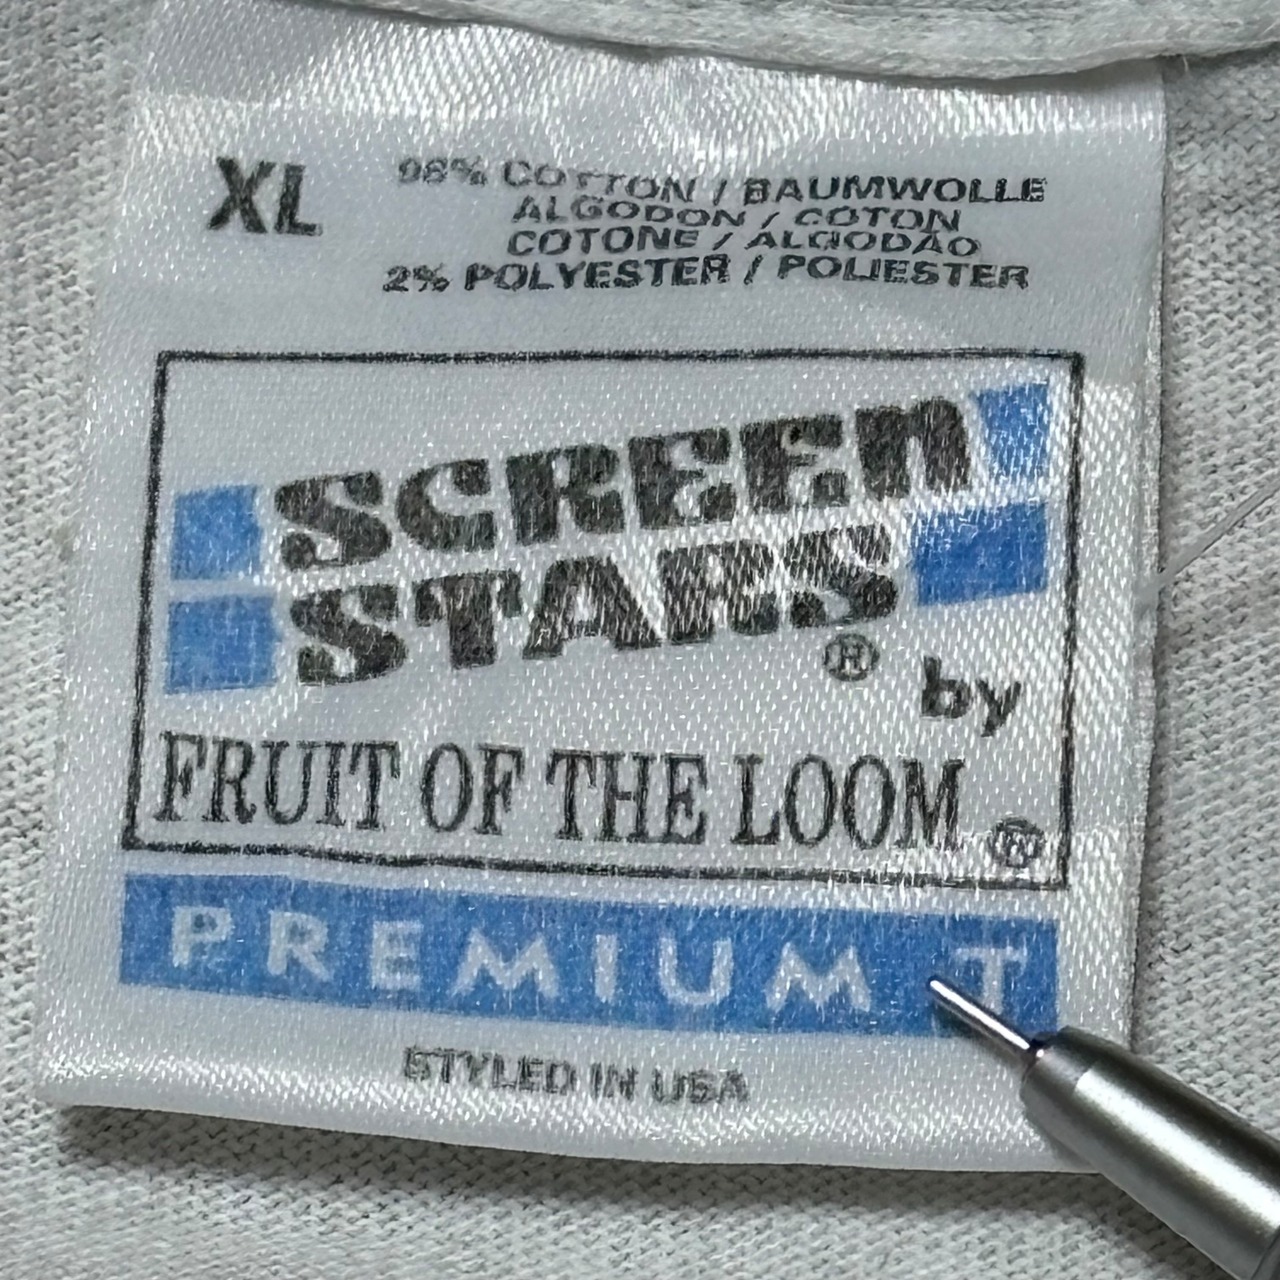 XL
98% COTTON / BAUMWOLLE
ALGODON / COTON
COTONE / ALGODÃO
2% POLYESTER / POLIESTER
SCREEN
STARS
®
by
FRUIT OF THE LOOM ®
PREMIUM T
STYLED IN USA